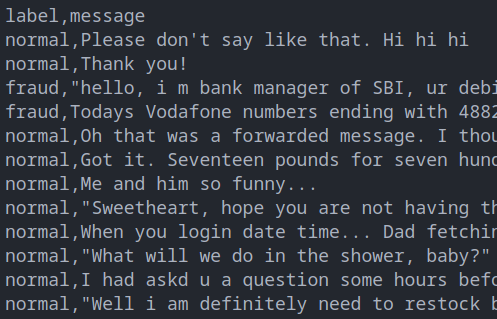 label,message
normal,Please don't say like that. Hi hi hi
normal,Thank you!
fraud,"hello, i m bank manager of SBI, ur debi
fraud,Todays Vodafone numbers ending with 4882
normal,Oh that was a forwarded message. I thou
normal,Got it. Seventeen pounds for seven hund
normal,Me and him so funny...
normal,"Sweetheart, hope you are not having th
normal,When you login date time... Dad fetchin
normal,"What will we do in the shower, baby?"
normal,I had askd u a question some hours befo
normal,"Well i am definitely need to restock b